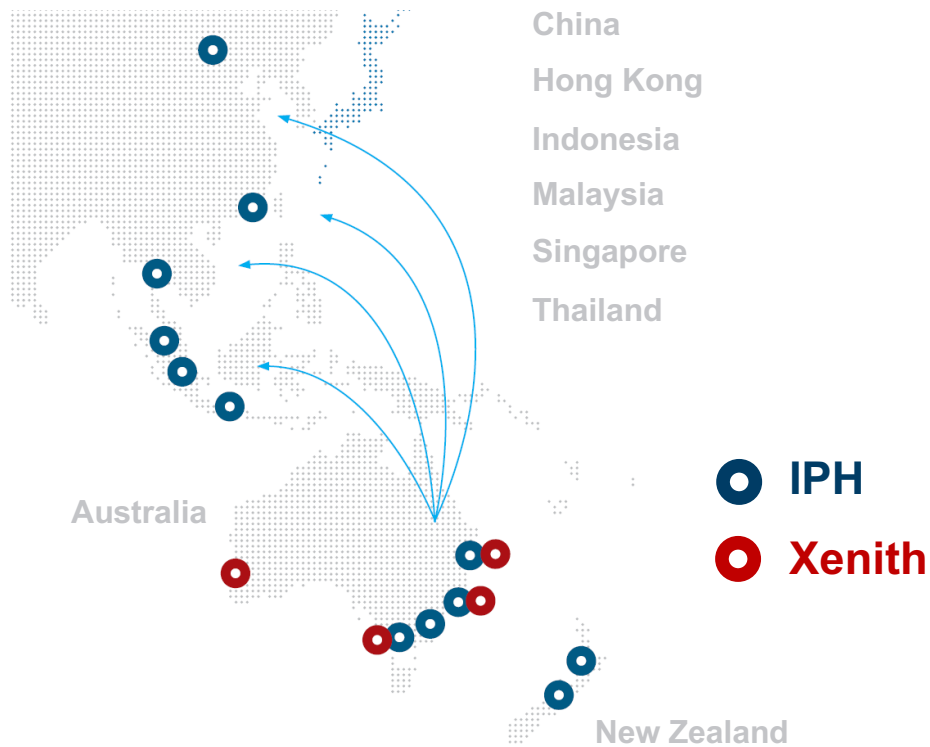 China
Hong Kong
Indonesia
Malaysia
Singapore
Thailand
IPH
Australia
Xenith
New Zealand